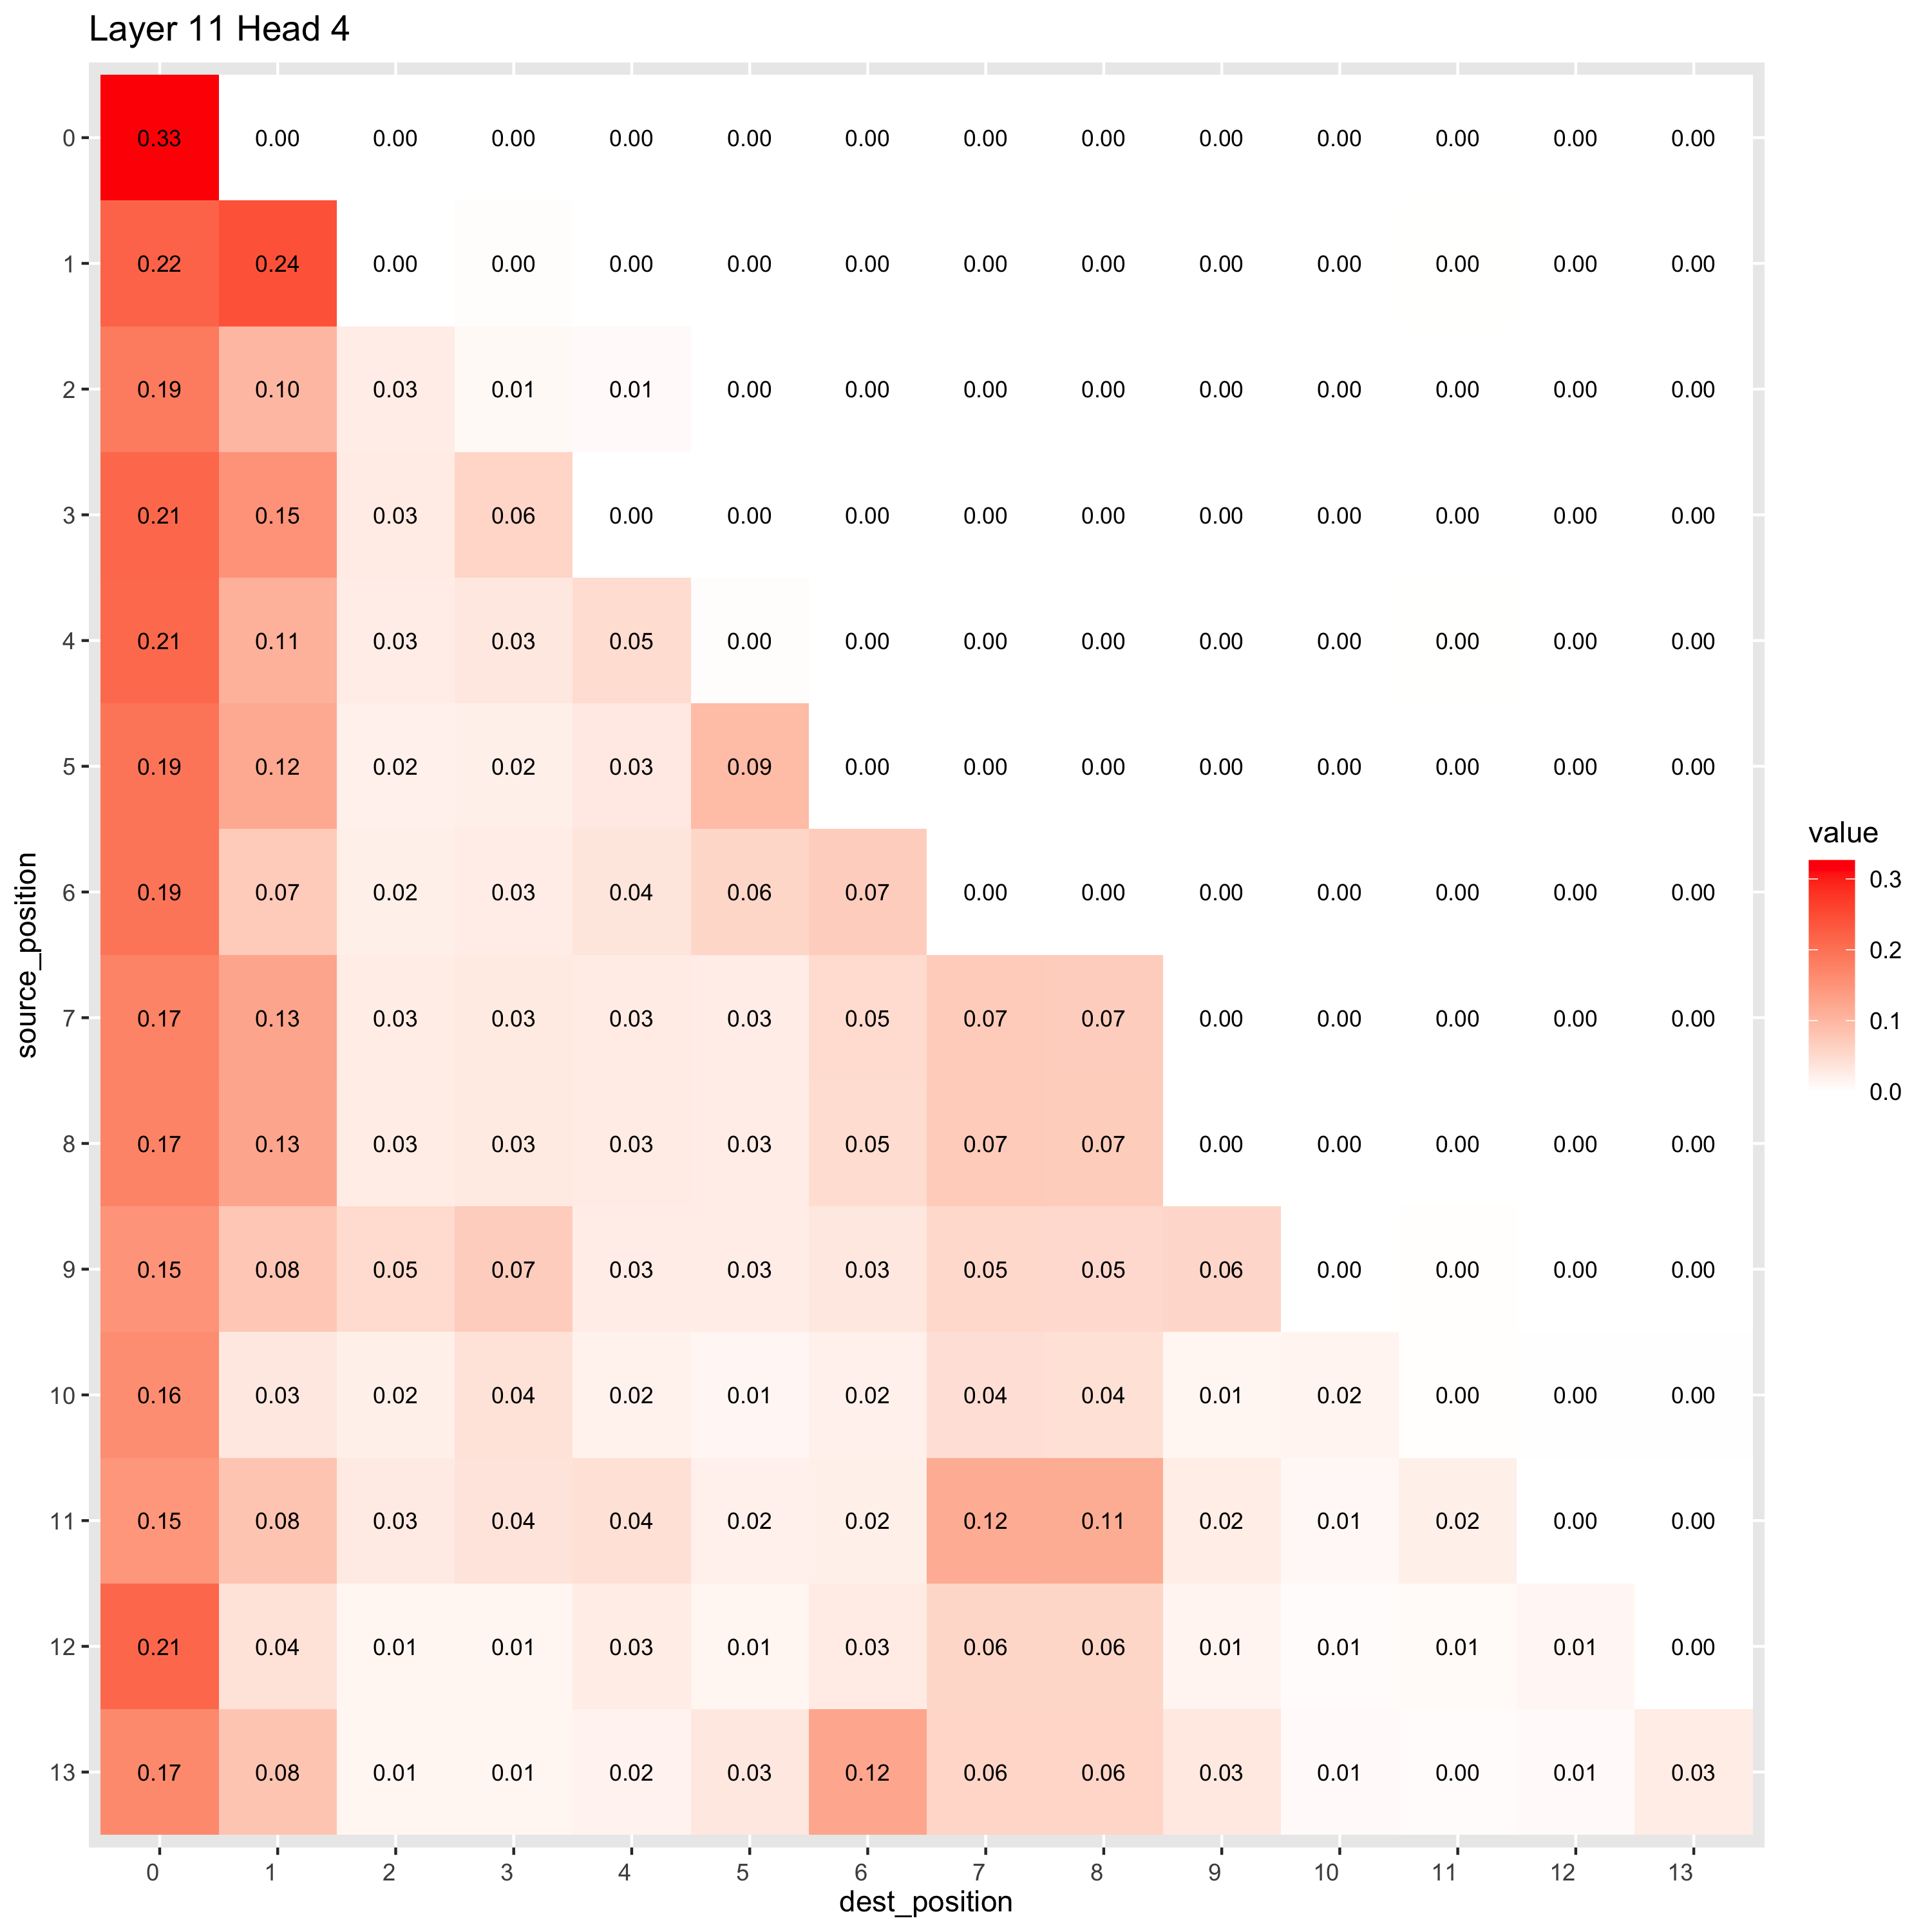 Layer 11 Head 4
0 0.33 0.00 0.00 0.00 0.00 0.00 0.00 0.00 0.00 0.00 0.00 0.00 0.00 0.00
1 0.22 0.24 0.00 0.00 0.00 0.00 0.00 0.00 0.00 0.00 0.00 0.00 0.00 0.00
2 0.19 0.10 0.03 0.01 0.01 0.00 0.00 0.00 0.00 0.00 0.00 0.00 0.00 0.00
3 0.21 0.15 0.03 0.06 0.00 0.00 0.00 0.00 0.00 0.00 0.00 0.00 0.00 0.00
4 0.21 0.11 0.03 0.03 0.05 0.00 0.00 0.00 0.00 0.00 0.00 0.00 0.00 0.00
5 0.19 0.12 0.02 0.02 0.03 0.09 0.00 0.00 0.00 0.00 0.00 0.00 0.00 0.00
6 0.19 0.07 0.02 0.03 0.04 0.06 0.07 0.00 0.00 0.00 0.00 0.00 0.00 0.00
7 0.17 0.13 0.03 0.03 0.03 0.03 0.05 0.07 0.07 0.00 0.00 0.00 0.00 0.00
8 0.17 0.13 0.03 0.03 0.03 0.03 0.05 0.07 0.07 0.00 0.00 0.00 0.00 0.00
9 0.15 0.08 0.05 0.07 0.03 0.03 0.03 0.05 0.05 0.06 0.00 0.00 0.00 0.00
10 0.16 0.03 0.02 0.04 0.02 0.01 0.02 0.04 0.04 0.01 0.02 0.00 0.00 0.00
11 0.15 0.08 0.03 0.04 0.04 0.02 0.02 0.12 0.11 0.02 0.01 0.02 0.00 0.00
12 0.21 0.04 0.01 0.01 0.03 0.01 0.03 0.06 0.06 0.01 0.01 0.01 0.01 0.00
13 0.17 0.08 0.01 0.01 0.02 0.03 0.12 0.06 0.06 0.03 0.01 0.00 0.01 0.03
0 1 2 3 4 5 6 7 8 9 10 11 12 13
dest_position
source_position
value
0.3
0.2
0.1
0.0